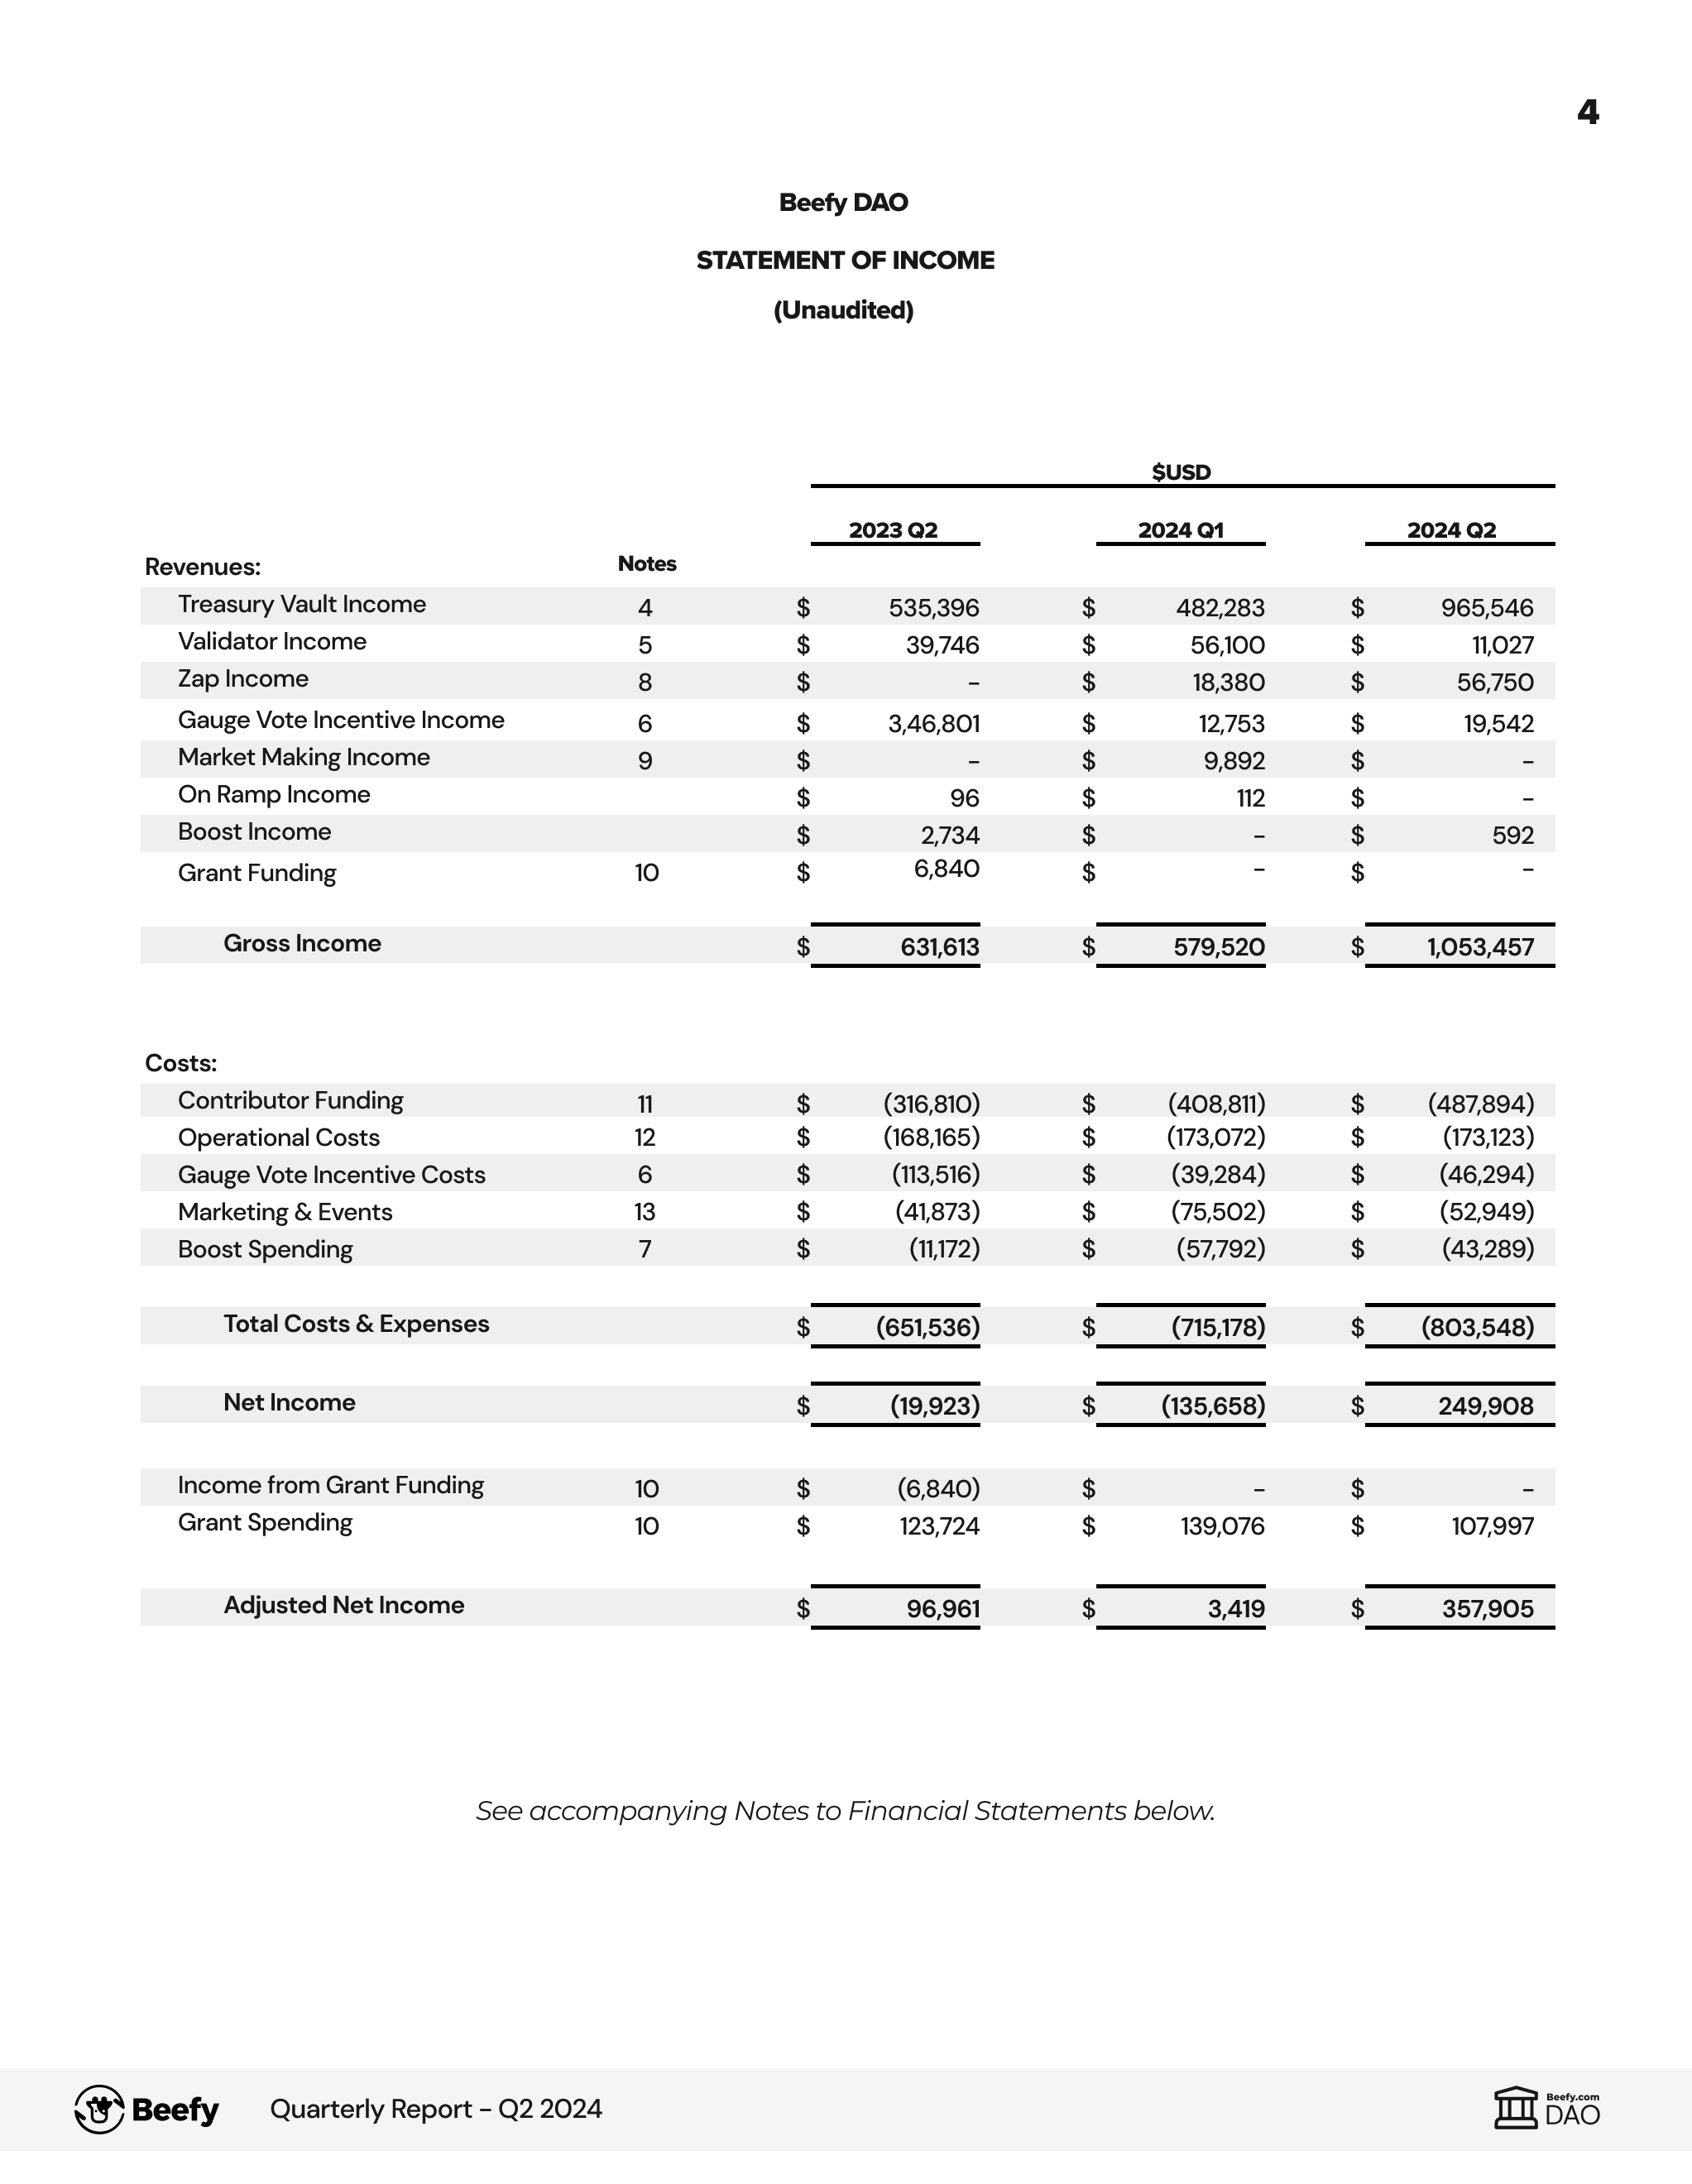 4
Beefy DAO
STATEMENT OF INCOME
(Unaudited)
$USD
2023 Q2 2024 Q1 2024 Q2
Revenues: Notes
Treasury Vault Income 4 $ 535,396 $ 482,283 $ 965,546
Validator Income 5 $ 39,746 $ 56,100 $ 11,027
Zap Income 8 $ – $ 18,380 $ 56,750
Gauge Vote Incentive Income 6 $ 3,46,801 $ 12,753 $ 19,542
Market Making Income 9 $ – $ 9,892 $ –
On Ramp Income $ 96 $ 112 $ –
Boost Income $ 2,734 $ – $ 592
Grant Funding 10 $ 6,840 $ – $ –
Gross Income $ 631,613 $ 579,520 $ 1,053,457
Costs:
Contributor Funding 11 $ (316,810) $ (408,811) $ (487,894)
Operational Costs 12 $ (168,165) $ (173,072) $ (173,123)
Gauge Vote Incentive Costs 6 $ (113,516) $ (39,284) $ (46,294)
Marketing & Events 13 $ (41,873) $ (75,502) $ (52,949)
Boost Spending 7 $ (11,172) $ (57,792) $ (43,289)
Total Costs & Expenses $ (651,536) $ (715,178) $ (803,548)
Net Income $ (19,923) $ (135,658) $ 249,908
Income from Grant Funding 10 $ (6,840) $ – $ –
Grant Spending 10 $ 123,724 $ 139,076 $ 107,997
Adjusted Net Income $ 96,961 $ 3,419 $ 357,905
See accompanying Notes to Financial Statements below.
Beefy Quarterly Report – Q2 2024
Beefy.com
DAO